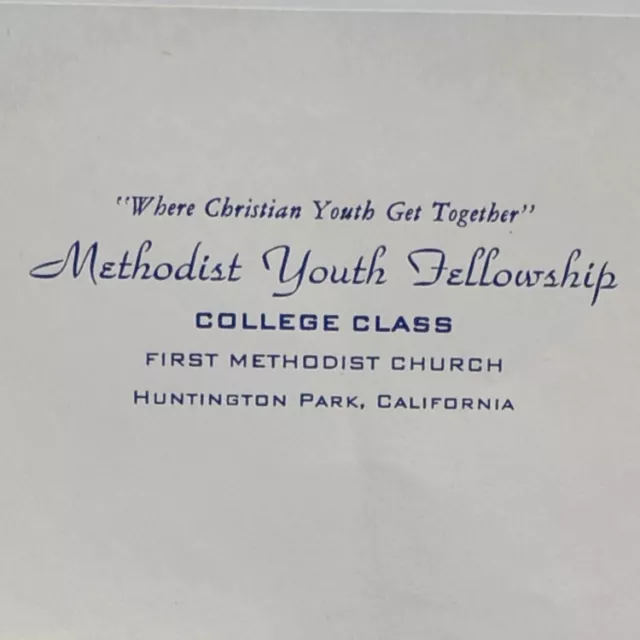 "Where Christian Youth Get Together"
Methodist Youth Fellowship
COLLEGE CLASS
FIRST METHODIST CHURCH
HUNTINGTON PARK, CALIFORNIA